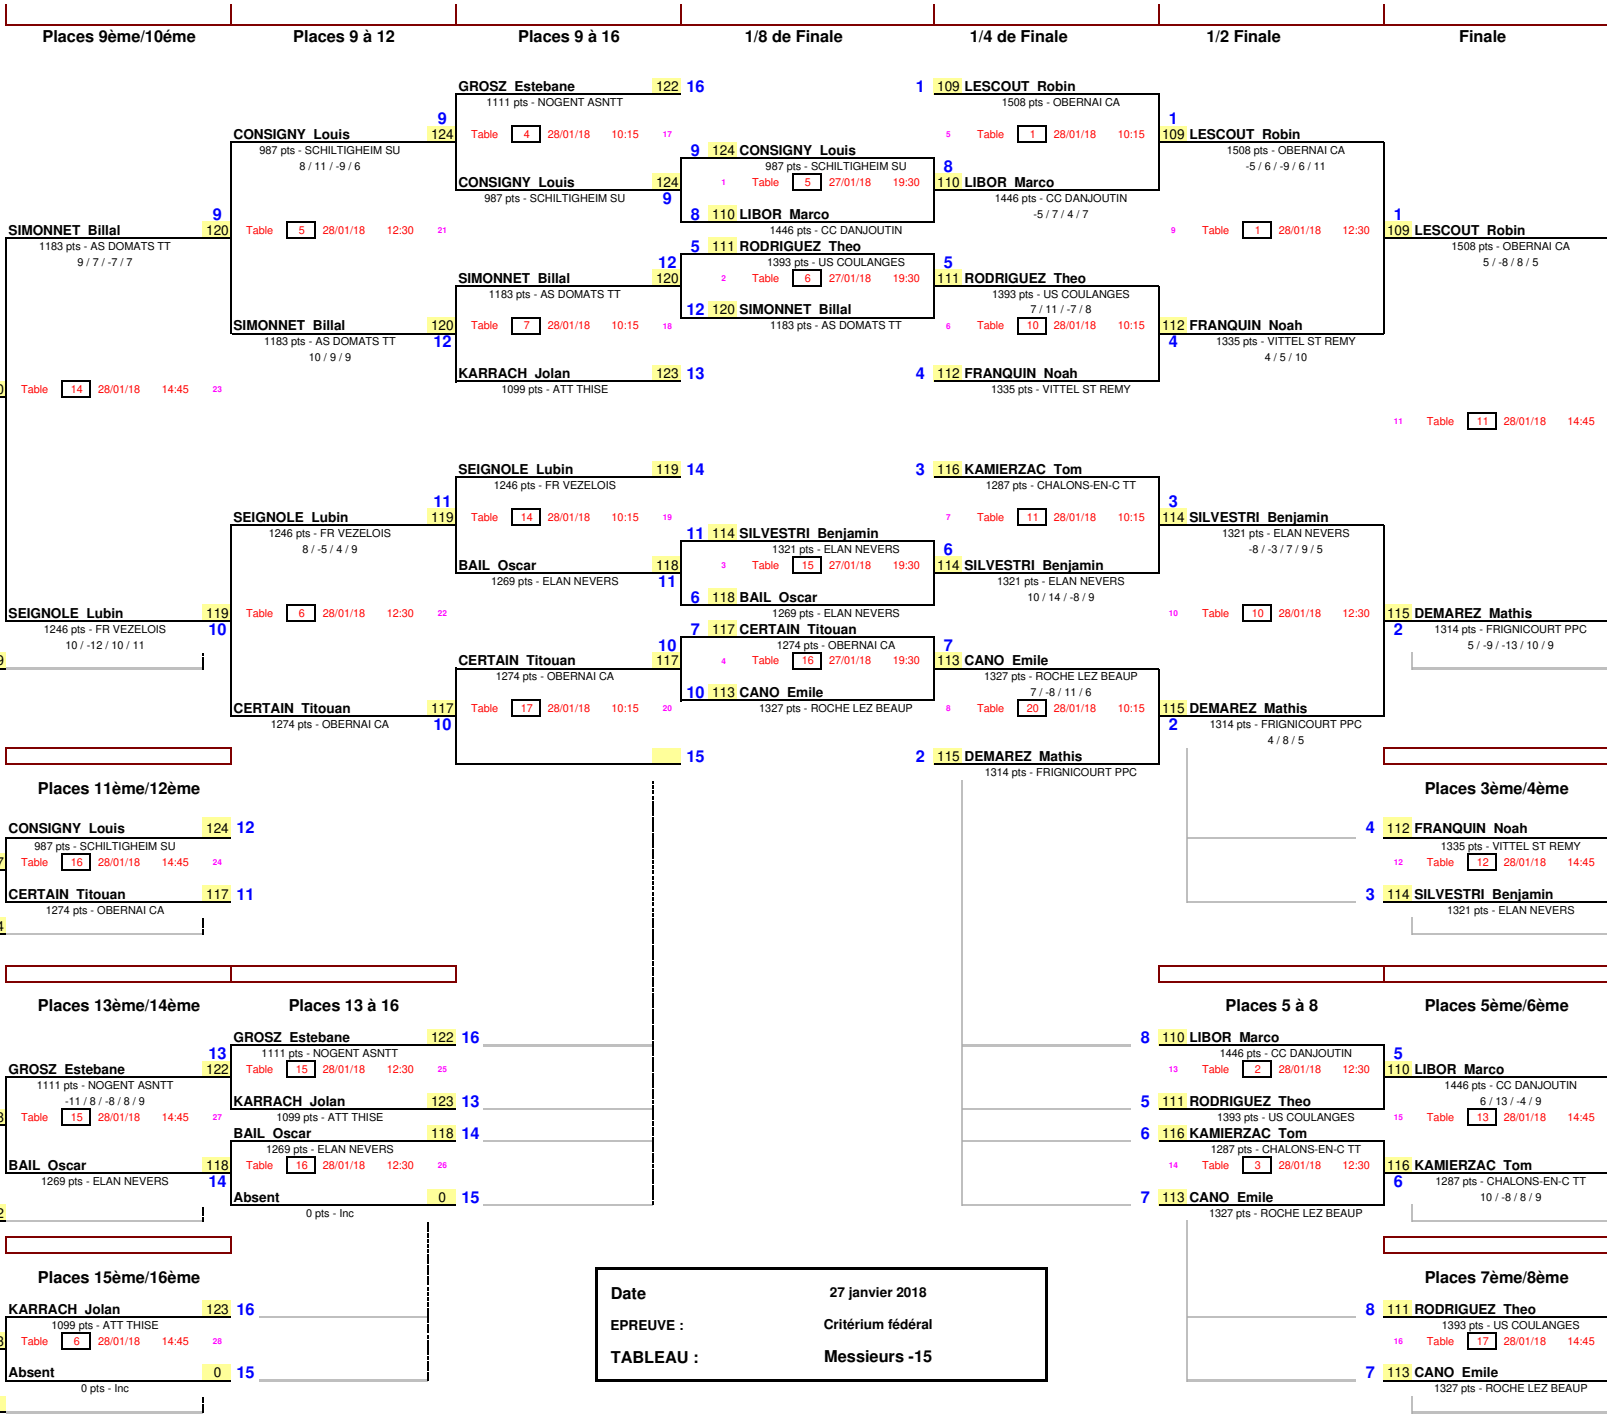 Places 9ème/10éme Places 9 à 12 Places 9 à 16 1/8 de Finale 1/4 de Finale 1/2 Finale Finale
GROSZ Estebane 122 16 1 109 LESCOUT Robin
1111 pts - NOGENT ASNTT 1508 pts - OBERNAI CA
9 1
CONSIGNY Louis 124 Table 4 28/01/18 10:15 17 5 Table 1 28/01/18 10:15 109 LESCOUT Robin
987 pts - SCHILTIGHEIM SU 9 124 CONSIGNY Louis 1508 pts - OBERNAI CA
8 / 11 / -9 / 6 987 pts - SCHILTIGHEIM SU 8 -5 / 6 / -9 / 6 / 11
CONSIGNY Louis 124 1 Table 5 27/01/18 19:30 110 LIBOR Marco
987 pts - SCHILTIGHEIM SU 9 1446 pts - CC DANJOUTIN
9 8 110 LIBOR Marco -5 / 7 / 4 / 7 1
SIMONNET Billal 120 Table 5 28/01/18 12:30 21 1446 pts - CC DANJOUTIN 9 Table 1 28/01/18 12:30 109 LESCOUT Robin
1183 pts - AS DOMATS TT 5 111 RODRIGUEZ Theo 1508 pts - OBERNAI CA
9 / 7 / -7 / 7 12 1393 pts - US COULANGES 5 5 / -8 / 8 / 5
SIMONNET Billal 120 2 Table 6 27/01/18 19:30 111 RODRIGUEZ Theo
1183 pts - AS DOMATS TT 1393 pts - US COULANGES
12 120 SIMONNET Billal 7 / 11 / -7 / 8
SIMONNET Billal 120 Table 7 28/01/18 10:15 18 1183 pts - AS DOMATS TT 6 Table 10 28/01/18 10:15 112 FRANQUIN Noah
1183 pts - AS DOMATS TT 12 4 1335 pts - VITTEL ST REMY
10 / 9 / 9 4 / 5 / 10
KARRACH Jolan 123 13 4 112 FRANQUIN Noah
0 Table 14 28/01/18 14:45 23 1099 pts - ATT THISE 1335 pts - VITTEL ST REMY
11 Table 11 28/01/18 14:45
SEIGNOLE Lubin 119 14 3 116 KAMIERZAC Tom
1246 pts - FR VEZELOIS 1287 pts - CHALONS-EN-C TT
11 3
SEIGNOLE Lubin 119 Table 14 28/01/18 10:15 19 7 Table 11 28/01/18 10:15 114 SILVESTRI Benjamin
1246 pts - FR VEZELOIS 11 114 SILVESTRI Benjamin 1321 pts - ELAN NEVERS
8 / -5 / 4 / 9 1321 pts - ELAN NEVERS 6 -8 / -3 / 7 / 9 / 5
BAIL Oscar 118 3 Table 15 27/01/18 19:30 114 SILVESTRI Benjamin
1269 pts - ELAN NEVERS 11 1321 pts - ELAN NEVERS
6 118 BAIL Oscar 10 / 14 / -8 / 9
SEIGNOLE Lubin 119 Table 6 28/01/18 12:30 22 1269 pts - ELAN NEVERS 10 Table 10 28/01/18 12:30 115 DEMAREZ Mathis
1246 pts - FR VEZELOIS 10 7 117 CERTAIN Titouan 2 1314 pts - FRIGNICOURT PPC
10 / -12 / 10 / 11 10 1274 pts - OBERNAI CA 7 5 / -9 / -13 / 10 / 9
9 CERTAIN Titouan 117 4 Table 16 27/01/18 19:30 113 CANO Emile
1274 pts - OBERNAI CA 1327 pts - ROCHE LEZ BEAUP
10 113 CANO Emile 7 / -8 / 11 / 6
CERTAIN Titouan 117 Table 17 28/01/18 10:15 20 1327 pts - ROCHE LEZ BEAUP 8 Table 20 28/01/18 10:15 115 DEMAREZ Mathis
1274 pts - OBERNAI CA 10 2 1314 pts - FRIGNICOURT PPC
4 / 8 / 5
15 2 115 DEMAREZ Mathis
1314 pts - FRIGNICOURT PPC
Places 11ème/12ème Places 3ème/4ème
CONSIGNY Louis 124 12 4 112 FRANQUIN Noah
987 pts - SCHILTIGHEIM SU 1335 pts - VITTEL ST REMY
7 Table 16 28/01/18 14:45 24 12 Table 12 28/01/18 14:45
CERTAIN Titouan 117 11 3 114 SILVESTRI Benjamin
1274 pts - OBERNAI CA 1321 pts - ELAN NEVERS
4
Places 13ème/14ème Places 13 à 16 Places 5 à 8 Places 5ème/6ème
GROSZ Estebane 122 16 8 110 LIBOR Marco
13 1111 pts - NOGENT ASNTT 1446 pts - CC DANJOUTIN 5
GROSZ Estebane 122 Table 15 28/01/18 12:30 25 13 Table 2 28/01/18 12:30 110 LIBOR Marco
1111 pts - NOGENT ASNTT 1446 pts - CC DANJOUTIN
-11 / 8 / -8 / 8 / 9 KARRACH Jolan 123 13 5 111 RODRIGUEZ Theo 6 / 13 / -4 / 9
3 Table 15 28/01/18 14:45 27 1099 pts - ATT THISE 1393 pts - US COULANGES 15 Table 13 28/01/18 14:45
BAIL Oscar 118 14 6 116 KAMIERZAC Tom
1269 pts - ELAN NEVERS 1287 pts - CHALONS-EN-C TT
BAIL Oscar 118 Table 16 28/01/18 12:30 26 14 Table 3 28/01/18 12:30 116 KAMIERZAC Tom
1269 pts - ELAN NEVERS 14 6 1287 pts - CHALONS-EN-C TT
Absent 0 15 7 113 CANO Emile 10 / -8 / 8 / 9
2 0 pts - Inc 1327 pts - ROCHE LEZ BEAUP
Places 15ème/16ème Places 7ème/8ème
KARRACH Jolan 123 16 8 111 RODRIGUEZ Theo
1099 pts - ATT THISE 1393 pts - US COULANGES
3 Table 6 28/01/18 14:45 28 16 Table 17 28/01/18 14:45
Absent 0 15 7 113 CANO Emile
0 pts - Inc 1327 pts - ROCHE LEZ BEAUP
Date 27 janvier 2018
EPREUVE : Critérium fédéral
TABLEAU : Messieurs -15